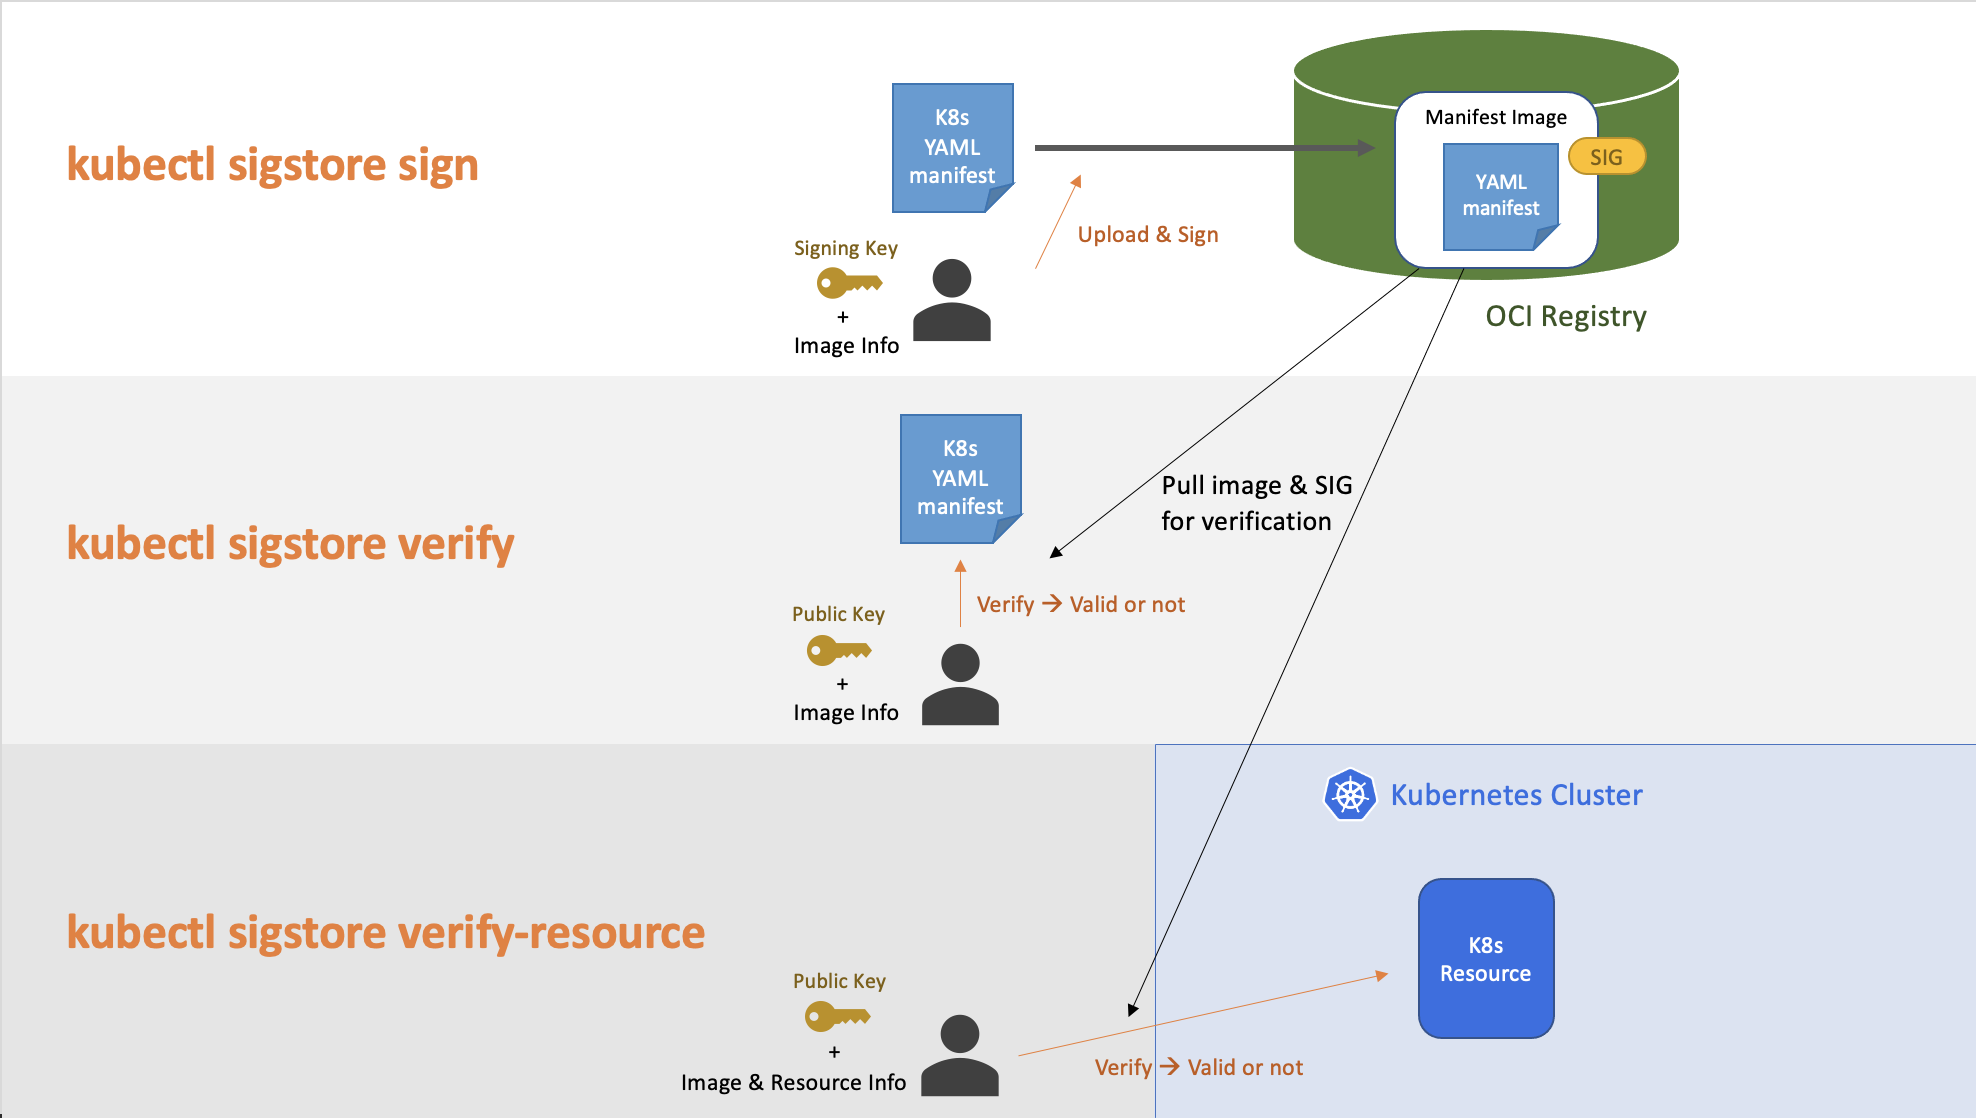 kubectl sigstore sign
K8s
YAML
manifest
Signing Key
+
Image Info
Upload & Sign
Manifest Image
YAML
manifest
SIG
OCI Registry
kubectl sigstore verify
K8s
YAML
manifest
Pull image & SIG
for verification
Verify → Valid or not
Public Key
+
Image Info
kubectl sigstore verify-resource
Kubernetes Cluster
K8s
Resource
Public Key
+
Image & Resource Info
Verify → Valid or not